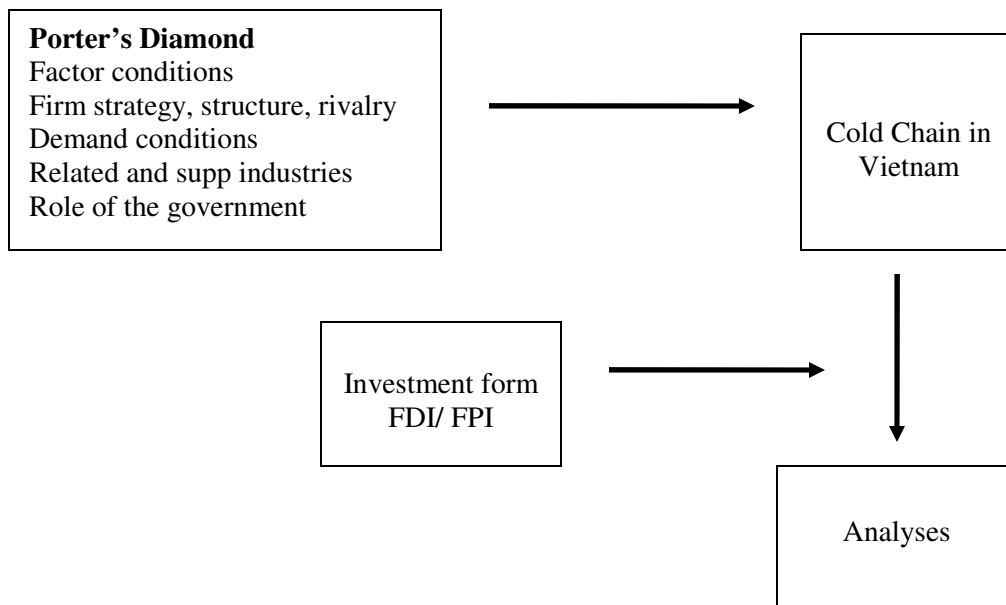 Porter’s Diamond
Factor conditions
Firm strategy, structure, rivalry
Demand conditions
Related and supp industries
Role of the government
Cold Chain in
Vietnam
Investment form
FDI/ FPI
Analyses